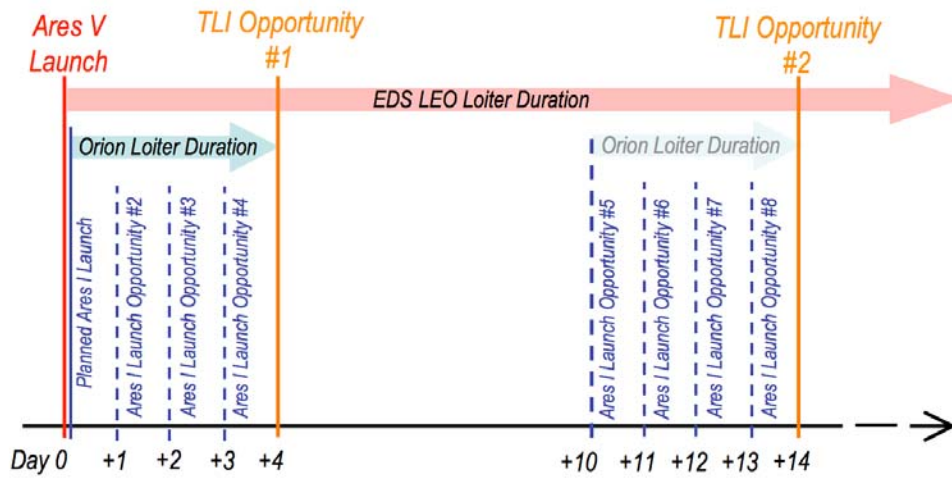 Ares V
Launch
TLI Opportunity
#1
TLI Opportunity
#2
EDS LEO Loiter Duration
Orion Loiter Duration
Orion Loiter Duration
Planned Ares I Launch
Ares I Launch Opportunity #2
Ares I Launch Opportunity #3
Ares I Launch Opportunity #4
Ares I Launch Opportunity #5
Ares I Launch Opportunity #6
Ares I Launch Opportunity #7
Ares I Launch Opportunity #8
Day 0 +1 +2 +3 +4 +10 +11 +12 +13 +14